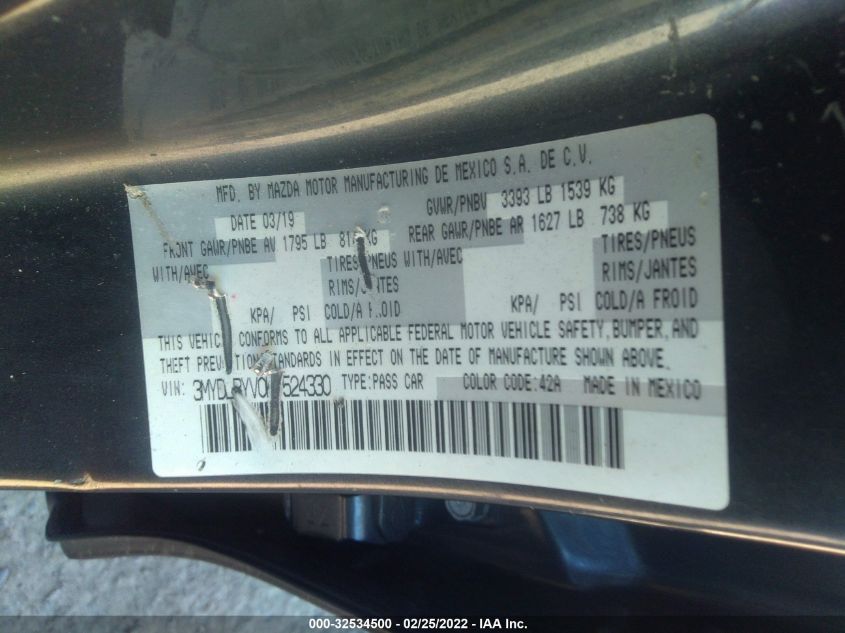 MFD. BY MAZDA MOTOR MANUFACTURING DE MEXICO S.A. DE C.V.
DATE 03/19 GVWR/PNBV 3393 LB 1539 KG
FRONT GAWR/PNBE AV 1795 LB KG REAR GAWR/PNBE AR 1627 LB 738 KG
WITH/AVEC TIRES/PNEUS WITH/AVEC TIRES/PNEUS
RIMS/JANTES RIMS/JANTES
KPA/ PSI COLD/A FROID KPA/ PSI COLD/A FROID
THIS VEHICLE CONFORMS TO ALL APPLICABLE FEDERAL MOTOR VEHICLE SAFETY, BUMPER, AND
THEFT PREVENTION STANDARDS IN EFFECT ON THE DATE OF MANUFACTURE SHOWN ABOVE.
VIN: 524330 TYPE:PASS CAR COLOR CODE:42A MADE IN MEXICO
000-32534500 - 02/25/2022 - IAA Inc.